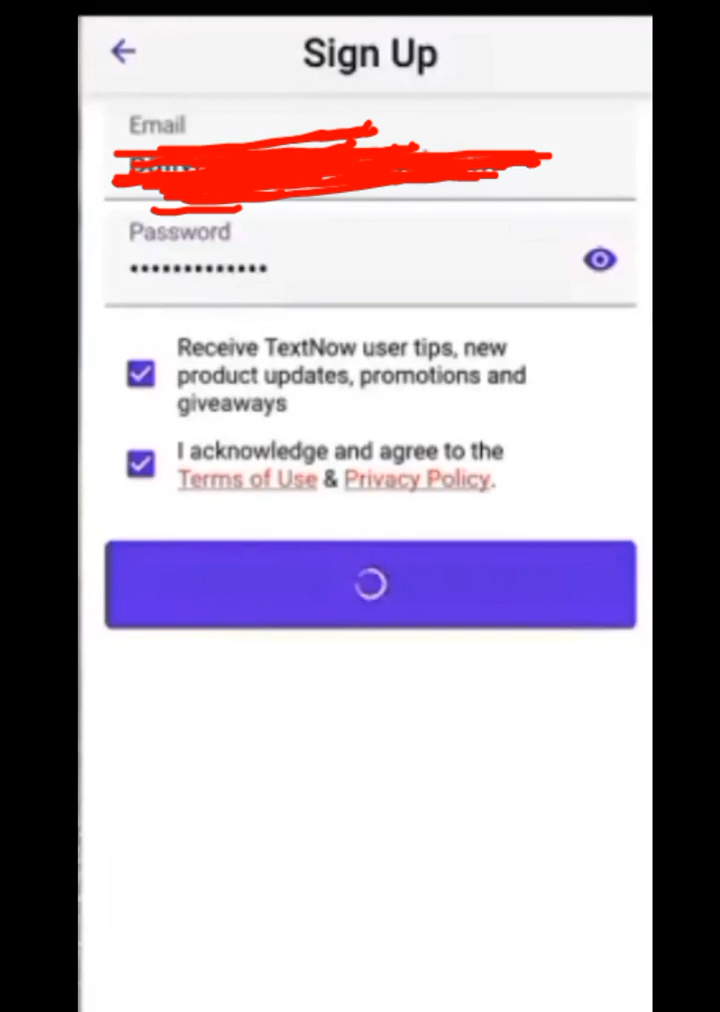 Sign Up
Email
Password
•••••••••••••
Receive TextNow user tips, new
product updates, promotions and
giveaways
I acknowledge and agree to the
Terms of Use & Privacy Policy.